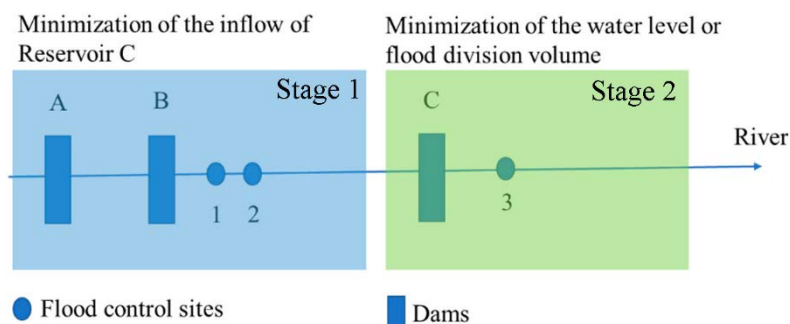 Minimization of the inflow of
Reservoir C
Minimization of the water level or
flood division volume
Stage 1
Stage 2
A
B
C
River
1
2
3
Flood control sites
Dams